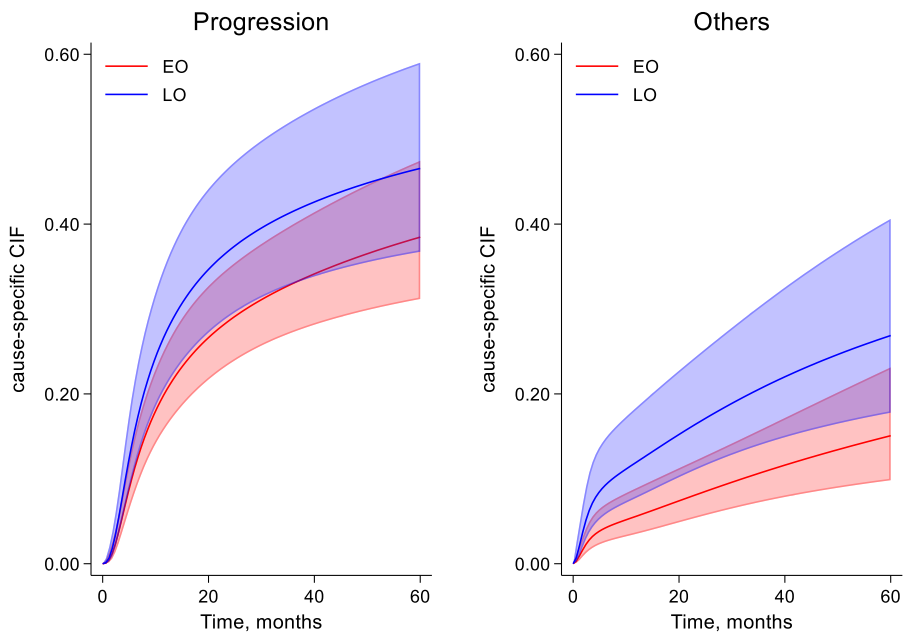 Progression
0.60
0.40
0.20
0.00
cause-specific CIF
EO
LO
0
20
40
60
Time, months
Others
0.60
0.40
0.20
0.00
cause-specific CIF
EO
LO
0
20
40
60
Time, months